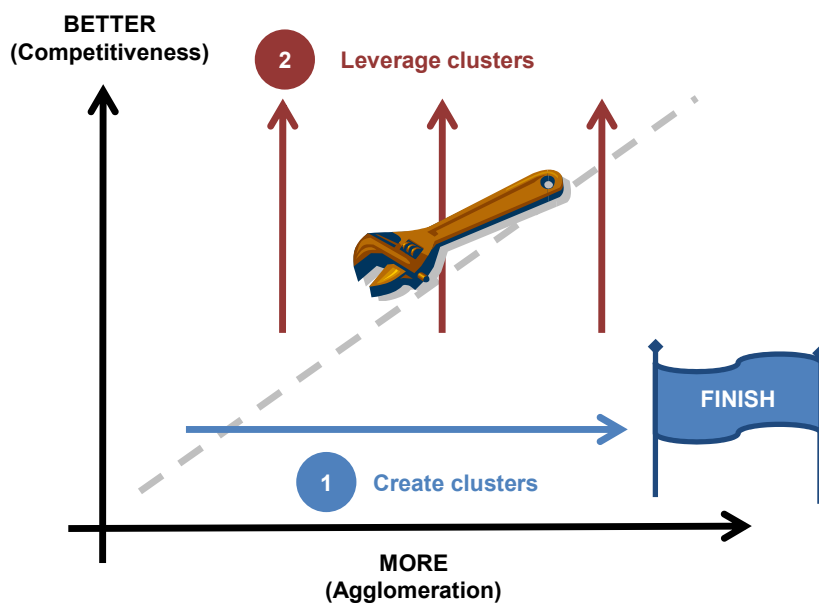 BETTER
(Competitiveness)
2 Leverage clusters
FINISH
1 Create clusters
MORE
(Agglomeration)